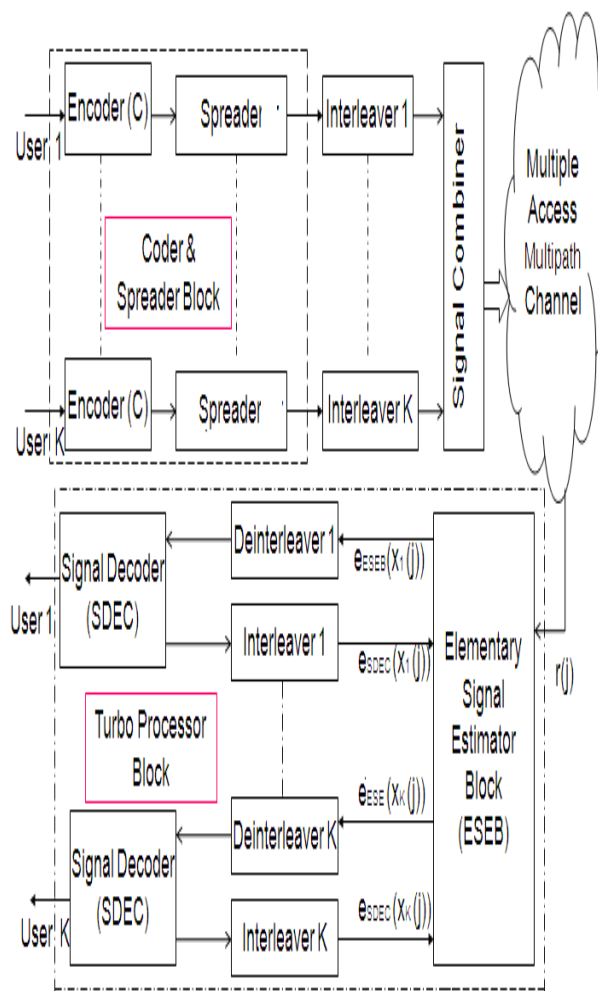 Encoder (C)
Spreader
Interleaver 1
User 1
Signal Combiner
Multiple
Access
Multipath
Channel
Coder &
Spreader Block
Encoder (C)
Spreader
Interleaver K
User K
Signal Decoder
(SDEC)
User 1
Deinterleaver 1
eESEB(x1(j))
Interleaver 1
eSDEC(x1(j))
Elementary
Signal
Estimator
Block
(ESEB)
r(j)
Turbo Processor
Block
eESE(xK(j))
Deinterleaver K
Signal Decoder
(SDEC)
User K
Interleaver K
eSDEC(xK(j))